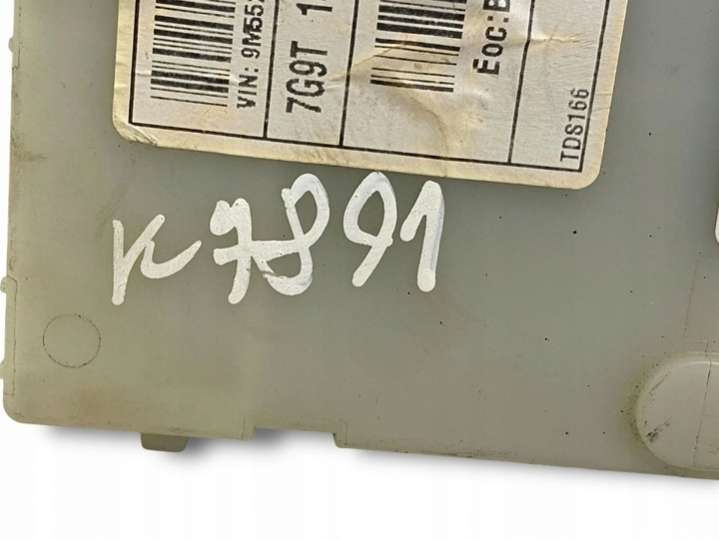 VIN: 9M55
7G9T 1
EOC:B
TDS166
K7891